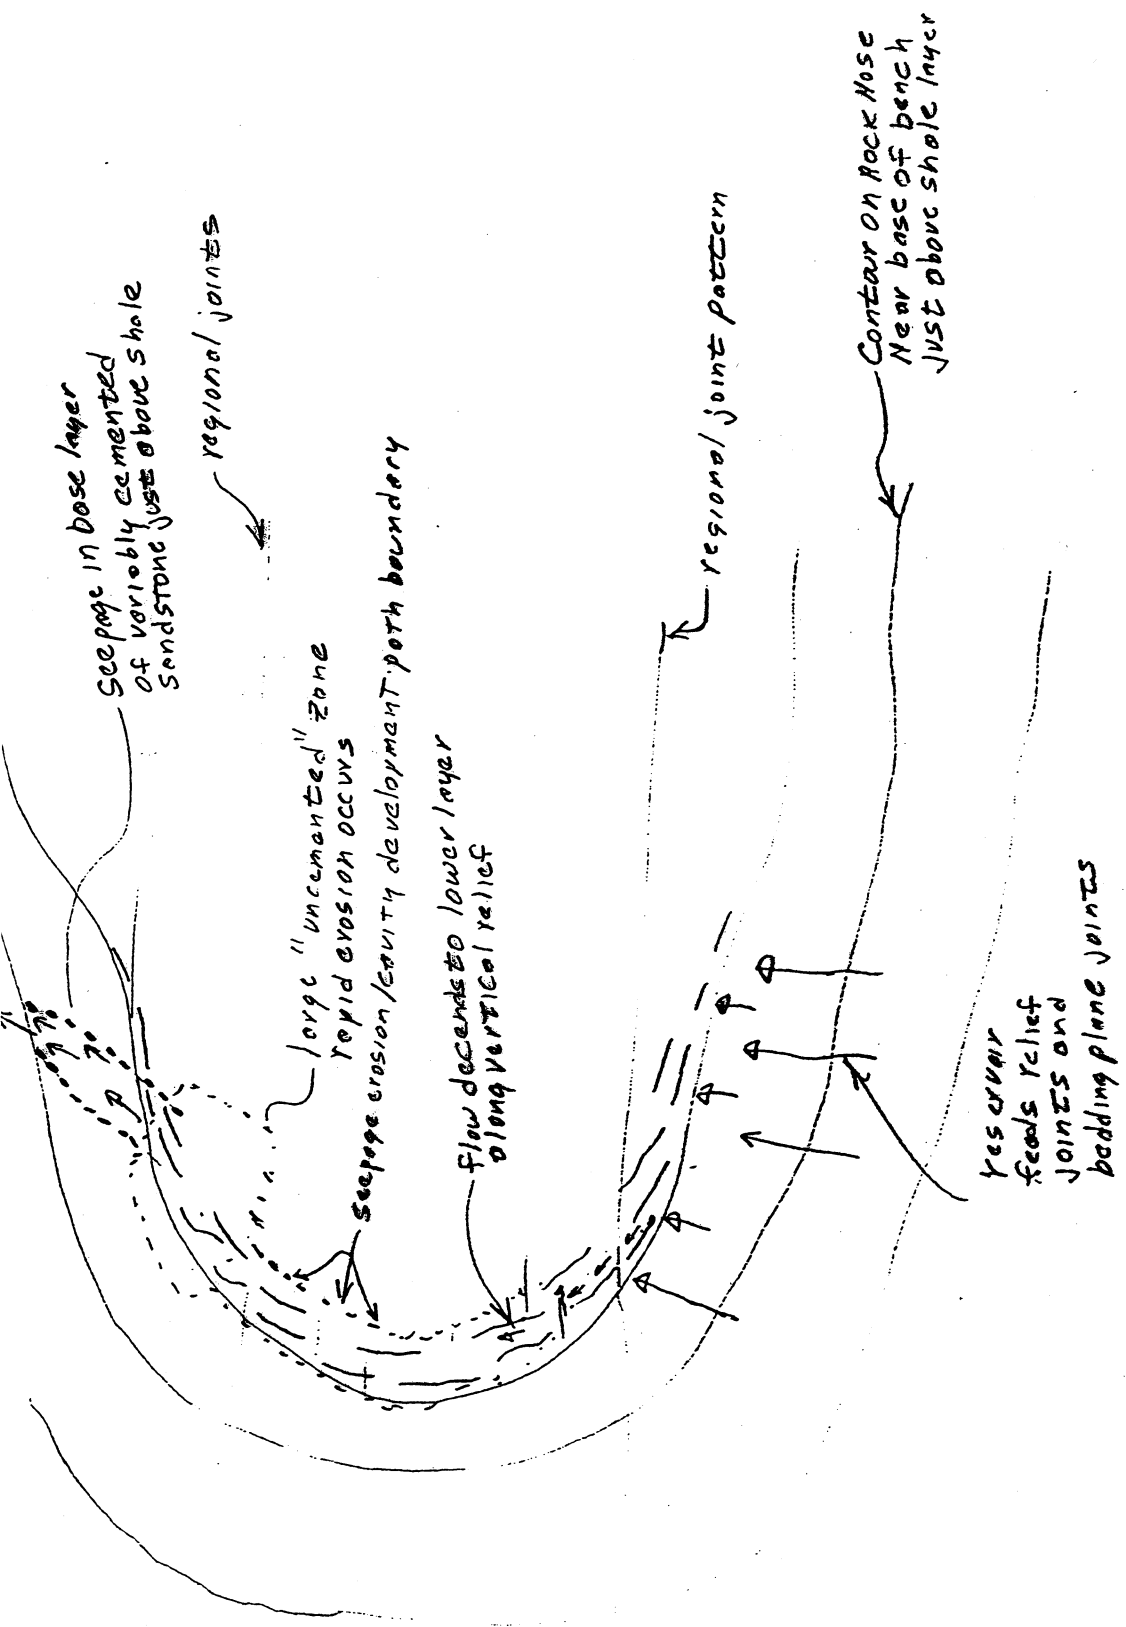 seepage in base layer
of variably cemented
sandstone just above shale
regional joints
large "uncemented" zone
rapid erosion occurs
seepage erosion/cavity development path boundary
flow decends to lower layer
along vertical relief
regional joint pattern
Contour on Rock Nose
Near base of bench
just above shale layer
reservoir
feeds relief
joints and
bedding plane joints